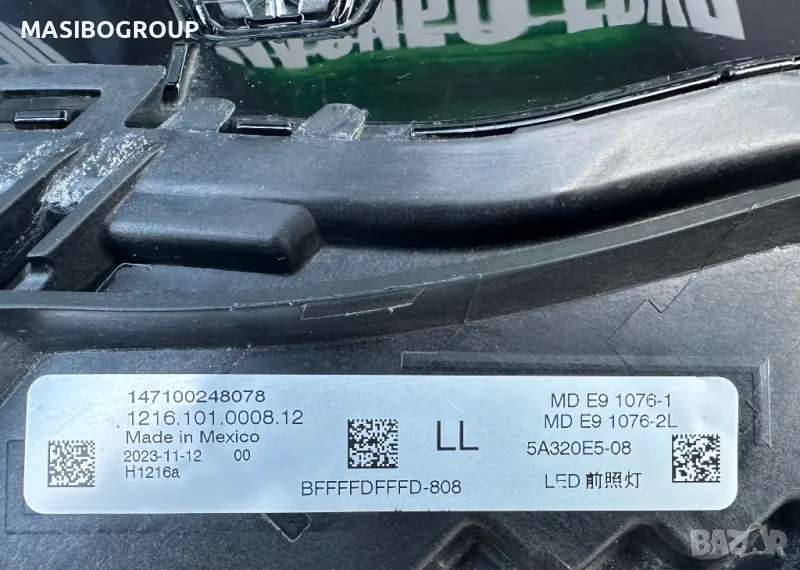 MASIBOGROUP
147100248078
1216.101.0008.12
Made in Mexico
2023-11-12 00
H1216a
BFFFFDFFFD-808
LL
MD E9 1076-1
MD E9 1076-2L
5A320E5-08
LED 前照灯
BAZAR